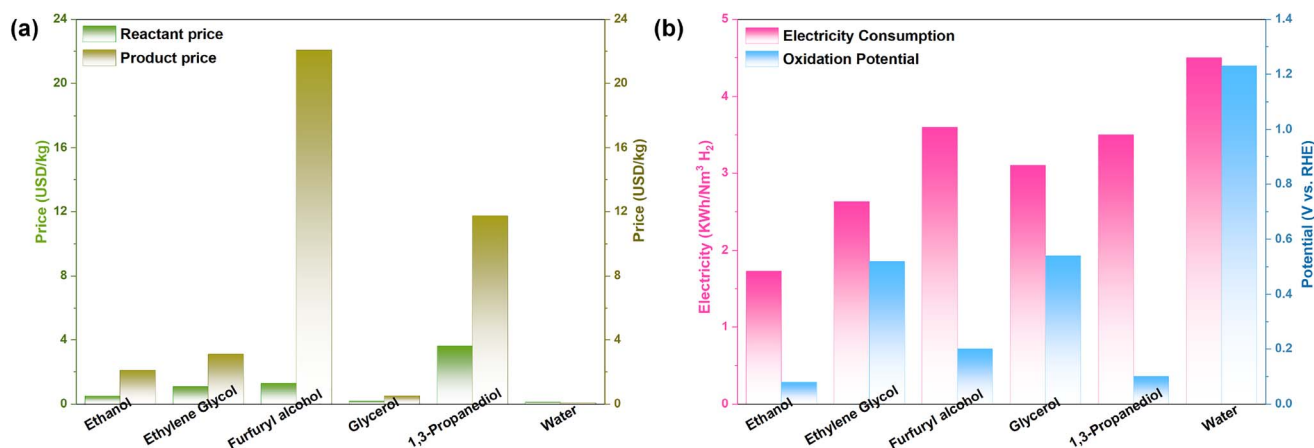 (a)
Reactant price
Product price
Price (USD/kg)
24
20
16
12
8
4
0
24
20
16
12
8
4
0
Price (USD/kg)
Ethanol
Ethylene Glycol
Furfuryl alcohol
Glycerol
1,3-Propanediol
Water
(b)
Electricity Consumption
Oxidation Potential
Electricity (KWh/Nm³ H₂)
5
4
3
2
1
0
1.4
1.2
1.0
0.8
0.6
0.4
0.2
0.0
Potential (V vs. RHE)
Ethanol
Ethylene Glycol
Furfuryl alcohol
Glycerol
1,3-Propanediol
Water